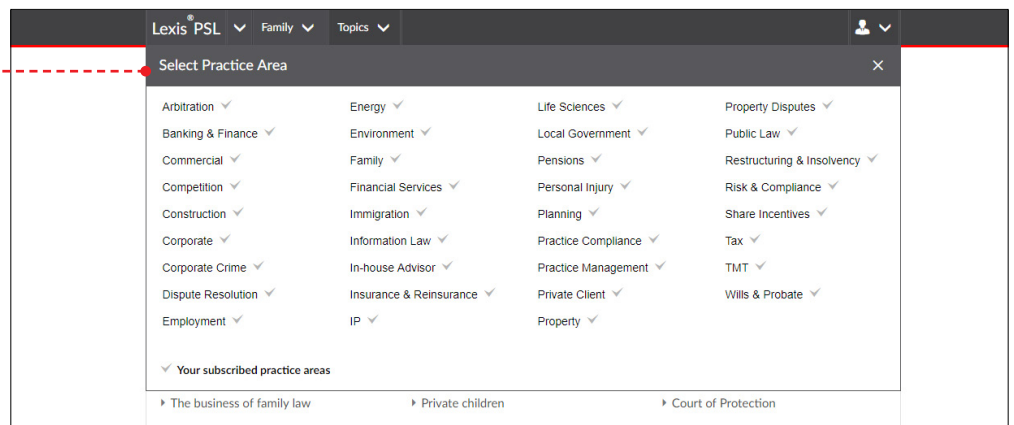 Lexis®PSL Family Topics
Select Practice Area
Arbitration
Banking & Finance
Commercial
Competition
Construction
Corporate
Corporate Crime
Dispute Resolution
Employment
Energy
Environment
Family
Financial Services
Immigration
Information Law
In-house Advisor
Insurance & Reinsurance
IP
Life Sciences
Local Government
Pensions
Personal Injury
Planning
Practice Compliance
Practice Management
Private Client
Property
Property Disputes
Public Law
Restructuring & Insolvency
Risk & Compliance
Share Incentives
Tax
TMT
Wills & Probate
Your subscribed practice areas
The business of family law
Private children
Court of Protection